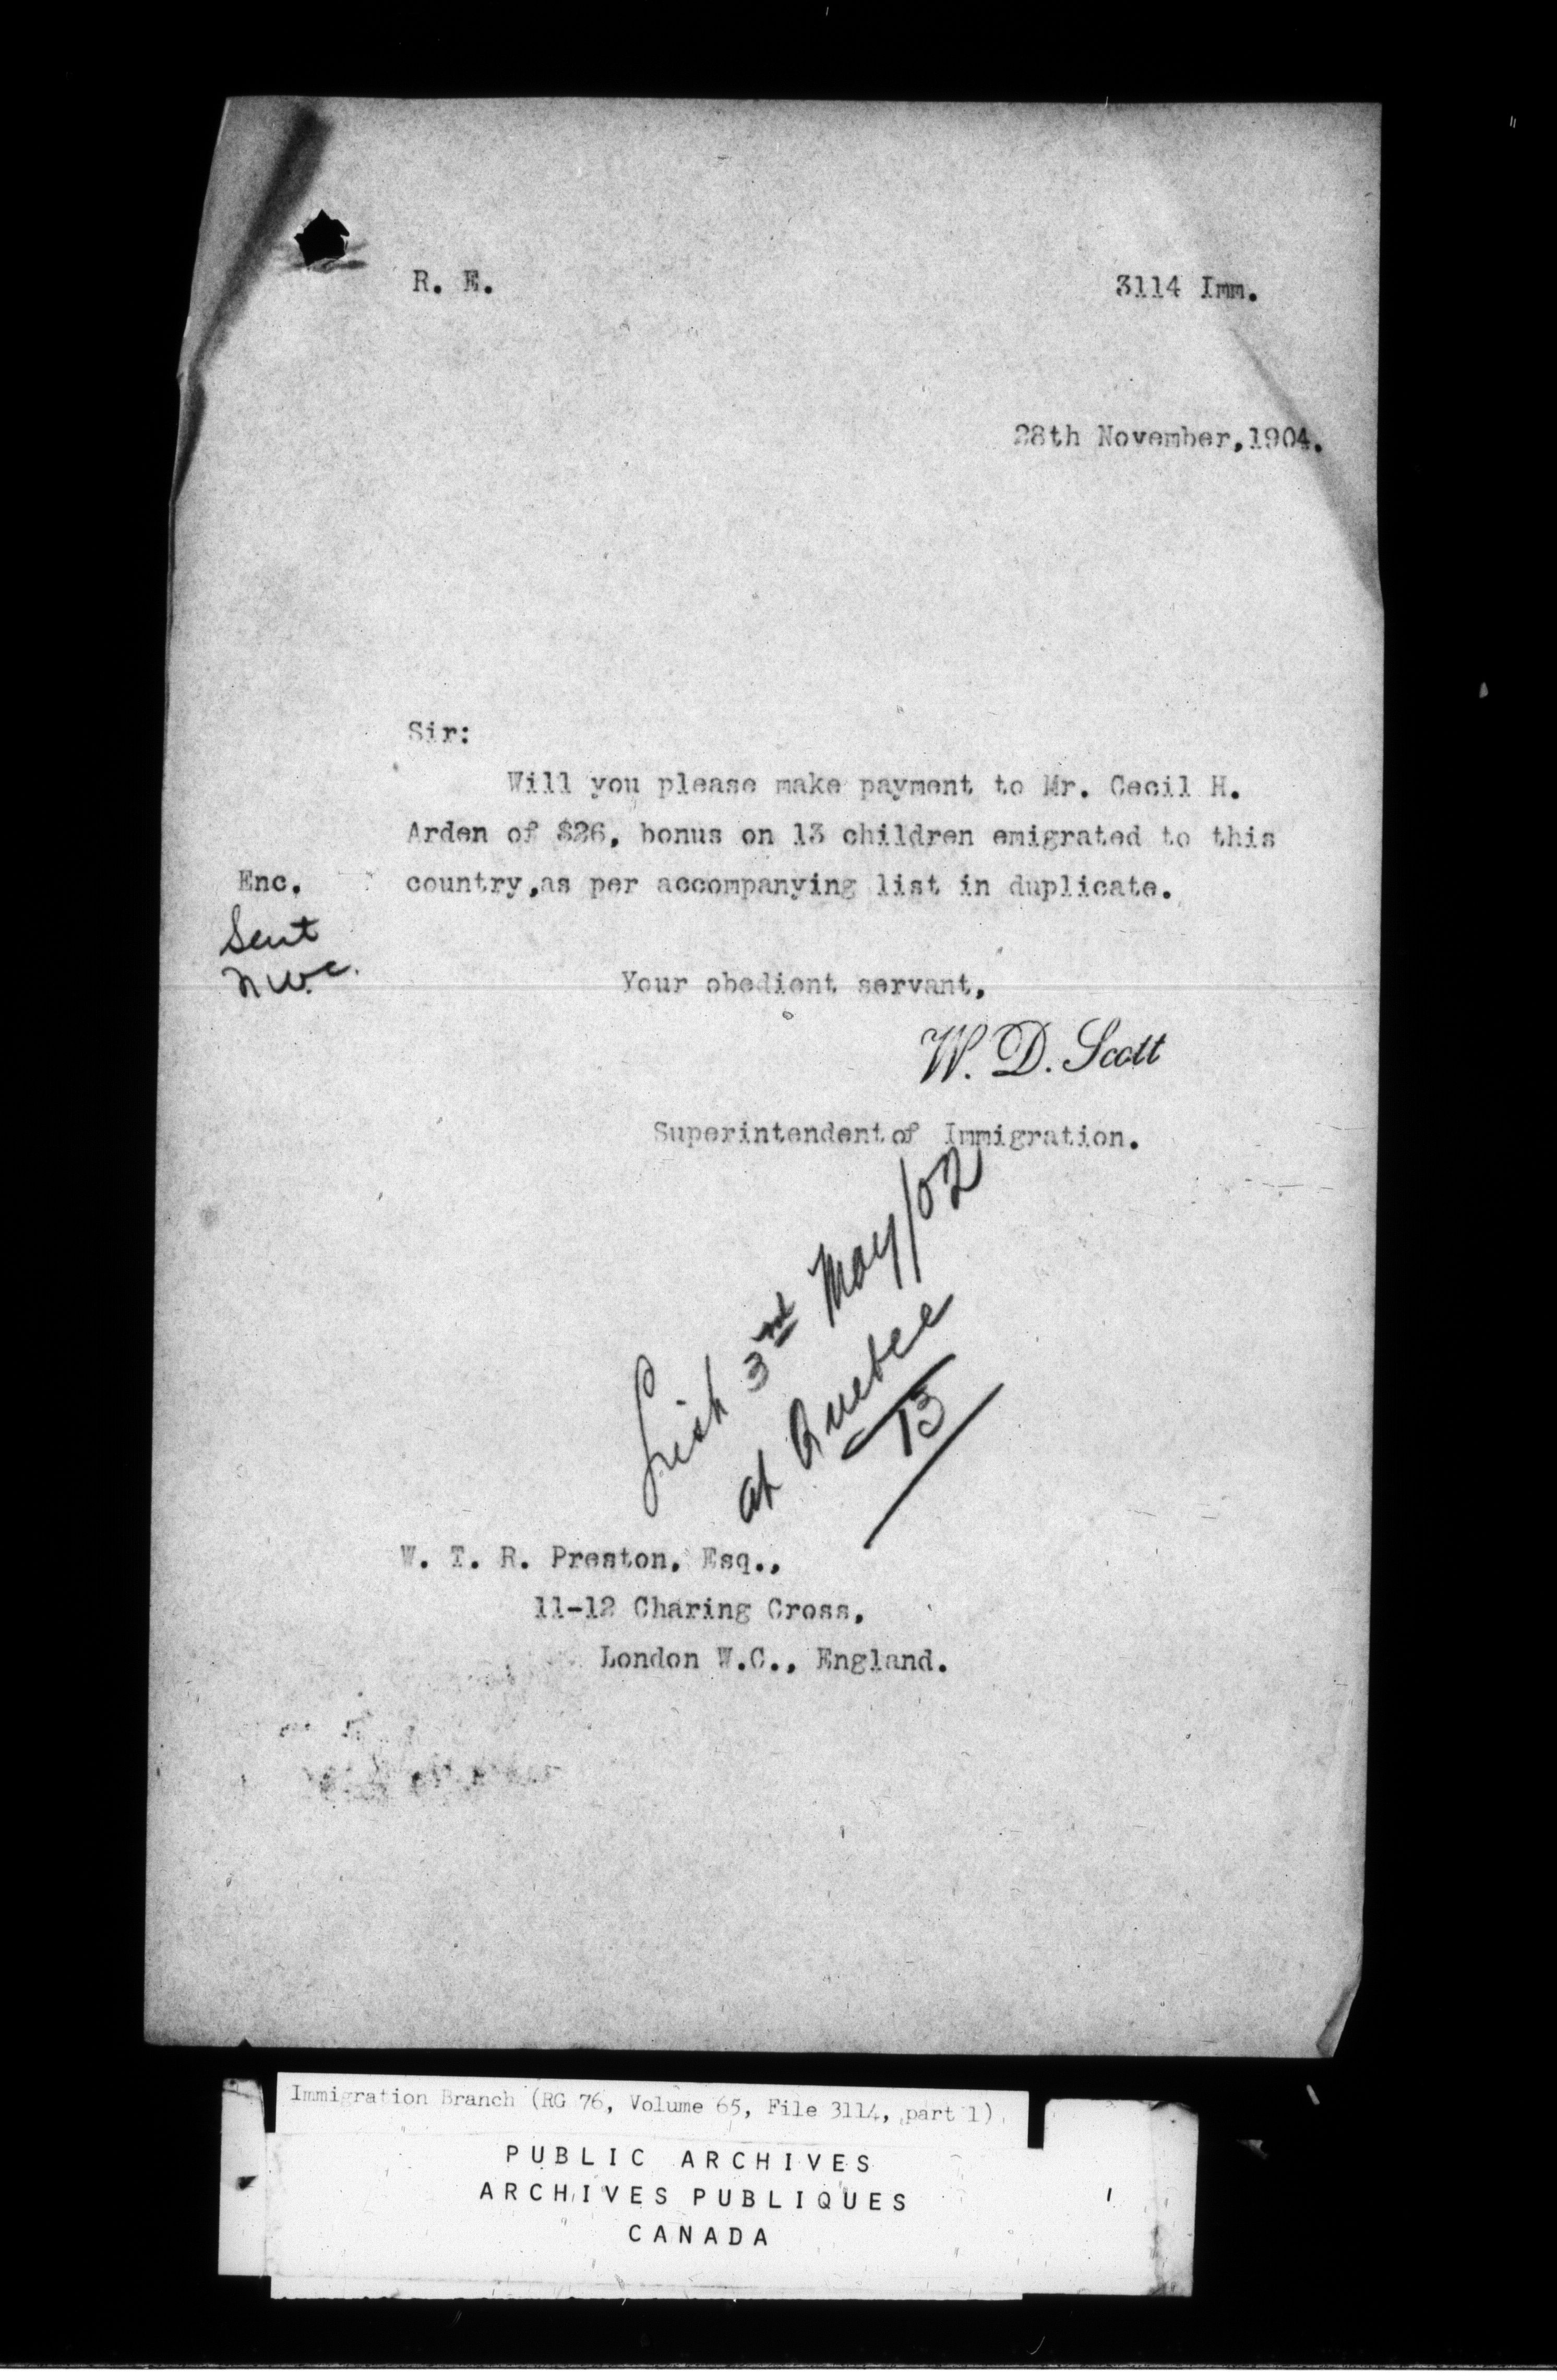 R. E. 3114 Imm.
28th November,1904.
Sir:
Will you please make payment to Mr. Cecil H.
Arden of $26, bonus on 13 children emigrated to this
Enc. country,as per accompanying list in duplicate.
Sent
Your obedient servant,
W. D. Scott
Superintendent of Immigration.
3rd May/02
at Quebec
13
W. T. R. Preston, Esq.,
11-12 Charing Cross,
London W.C., England.
Immigration Branch (RG 76, Volume 65, File 3114, part 1)
PUBLIC ARCHIVES
ARCHIVES PUBLIQUES
CANADA